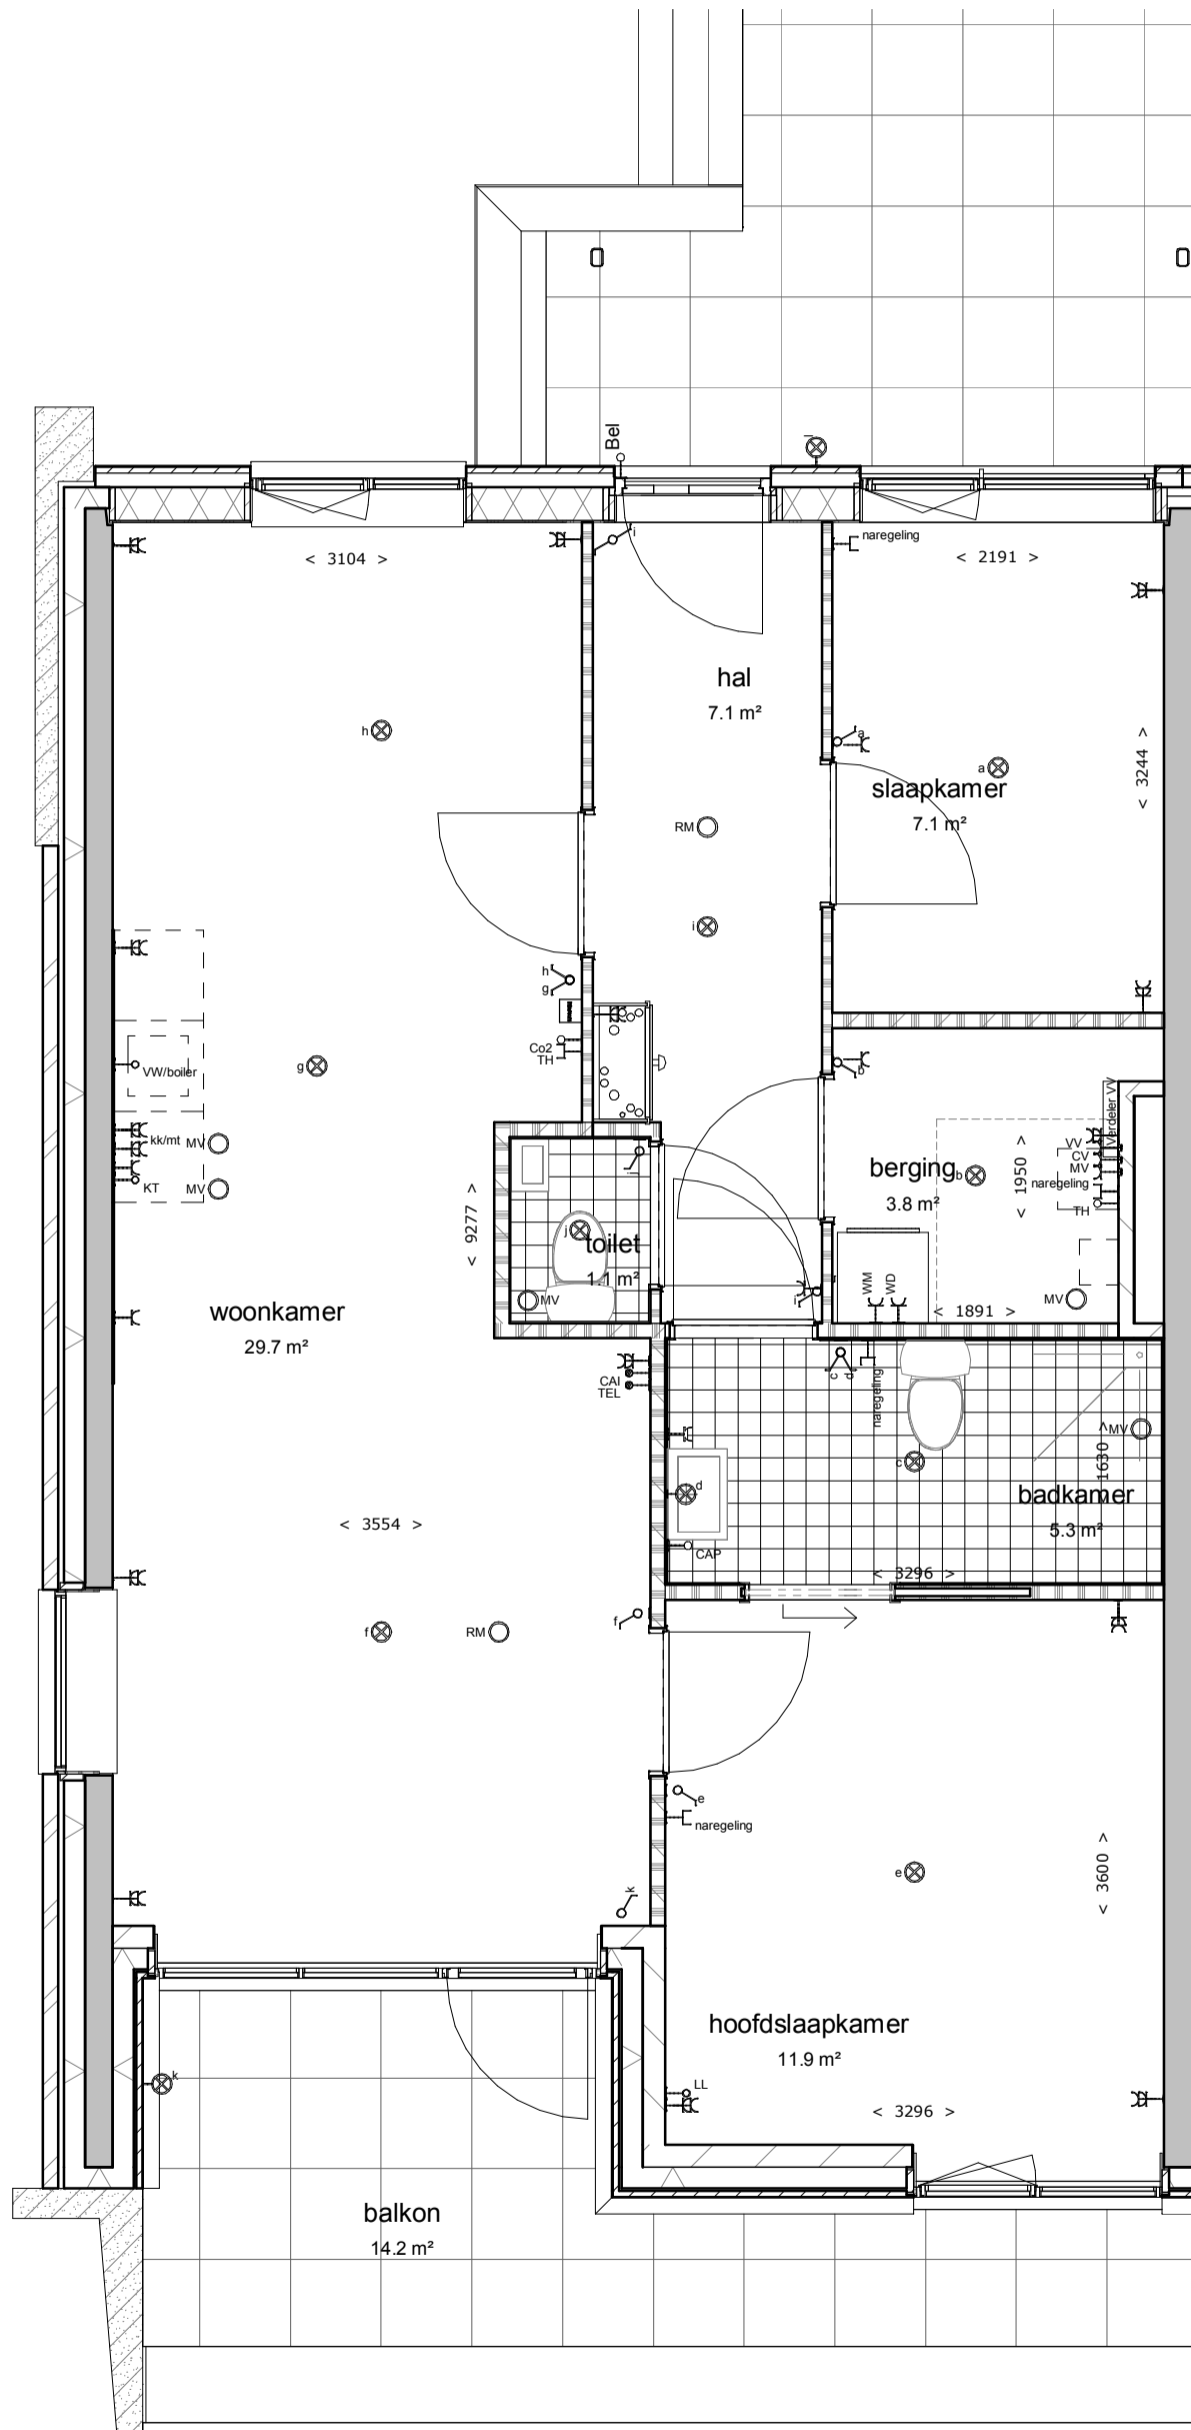 Bel
l
i
naregeling
< 3104 >
< 2191 >
hal
7.1 m²
h
a
a
slaapkamer
7.1 m²
< 3244 >
RM
i
h
g
Co2
TH
g
VW/boiler
b
kk/mt
MV
KT
MV
Verdeler VV
VV
CV
MV
naregeling
TH
berging
3.8 m²
b
< 1950 >
< 9277 >
j
j
toilet
1.1 m²
MV
i
WM
WD
< 1891 >
MV
woonkamer
29.7 m²
CAI
TEL
c
d
naregeling
c
MV
< 1630 >
d
badkamer
5.3 m²
CAP
< 3296 >
< 3554 >
f
f
RM
e
naregeling
e
< 3600 >
k
hoofdslaapkamer
11.9 m²
k
LL
< 3296 >
balkon
14.2 m²